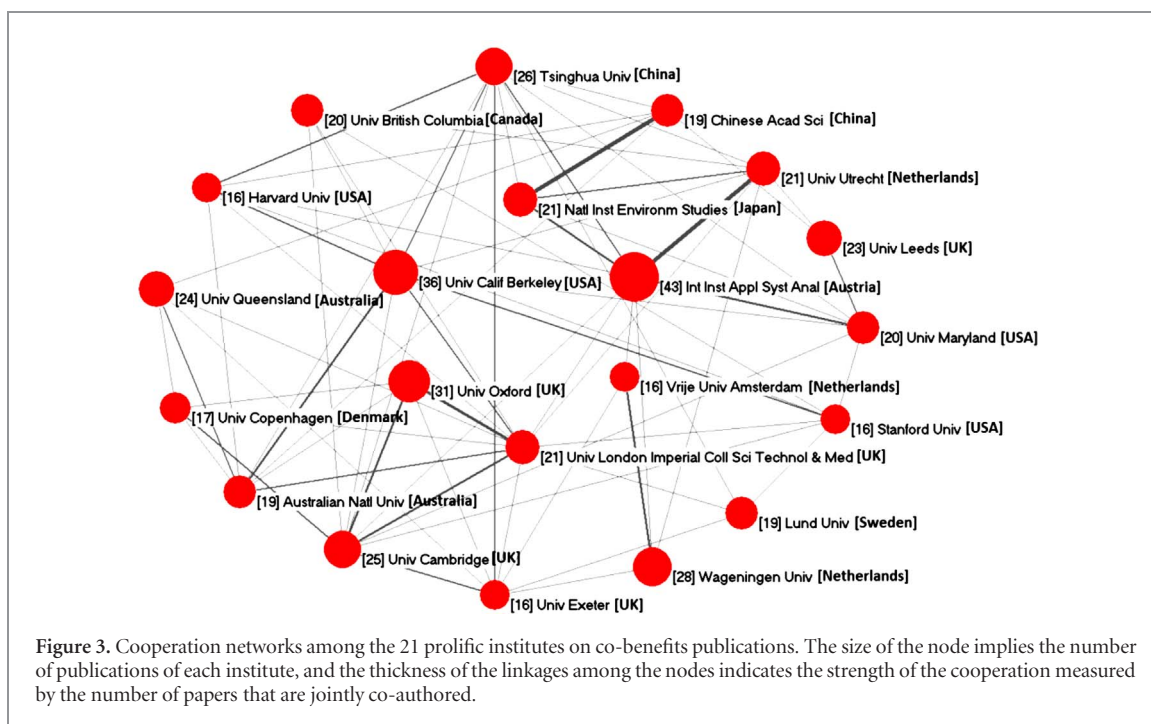 [26] Tsinghua Univ [China]
[20] Univ British Columbia [Canada]
[19] Chinese Acad Sci [China]
[21] Univ Utrecht [Netherlands]
[16] Harvard Univ [USA]
[21] Natl Inst Environm Studies [Japan]
[23] Univ Leeds [UK]
[36] Univ Calif Berkeley [USA]
[43] Int Inst Appl Syst Anal [Austria]
[24] Univ Queensland [Australia]
[20] Univ Maryland [USA]
[31] Univ Oxford [UK]
[16] Vrije Univ Amsterdam [Netherlands]
[17] Univ Copenhagen [Denmark]
[16] Stanford Univ [USA]
[21] Univ London Imperial Coll Sci Technol & Med [UK]
[19] Australian Natl Univ [Australia]
[19] Lund Univ [Sweden]
[25] Univ Cambridge [UK]
[28] Wageningen Univ [Netherlands]
[16] Univ Exeter [UK]
Figure 3. Cooperation networks among the 21 prolific institutes on co-benefits publications. The size of the node implies the number
of publications of each institute, and the thickness of the linkages among the nodes indicates the strength of the cooperation measured
by the number of papers that are jointly co-authored.